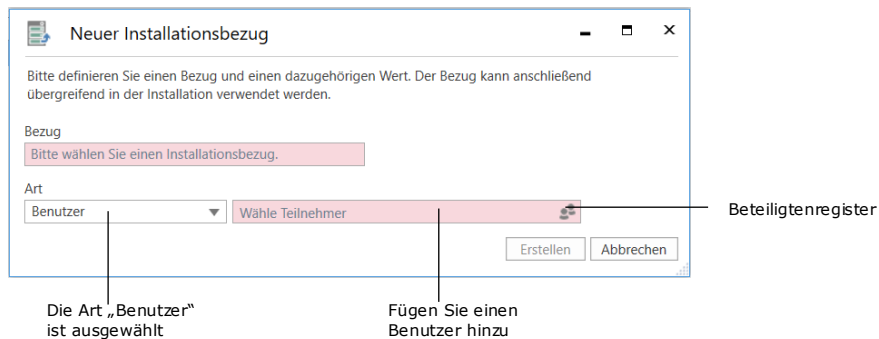 Neuer Installationsbezug
Bitte definieren Sie einen Bezug und einen dazugehörigen Wert. Der Bezug kann anschließend
übergreifend in der Installation verwendet werden.
Bezug
Bitte wählen Sie einen Installationsbezug.
Art
Benutzer
Wähle Teilnehmer
Beteiligtenregister
Erstellen
Abbrechen
Die Art „Benutzer“
ist ausgewählt
Fügen Sie einen
Benutzer hinzu